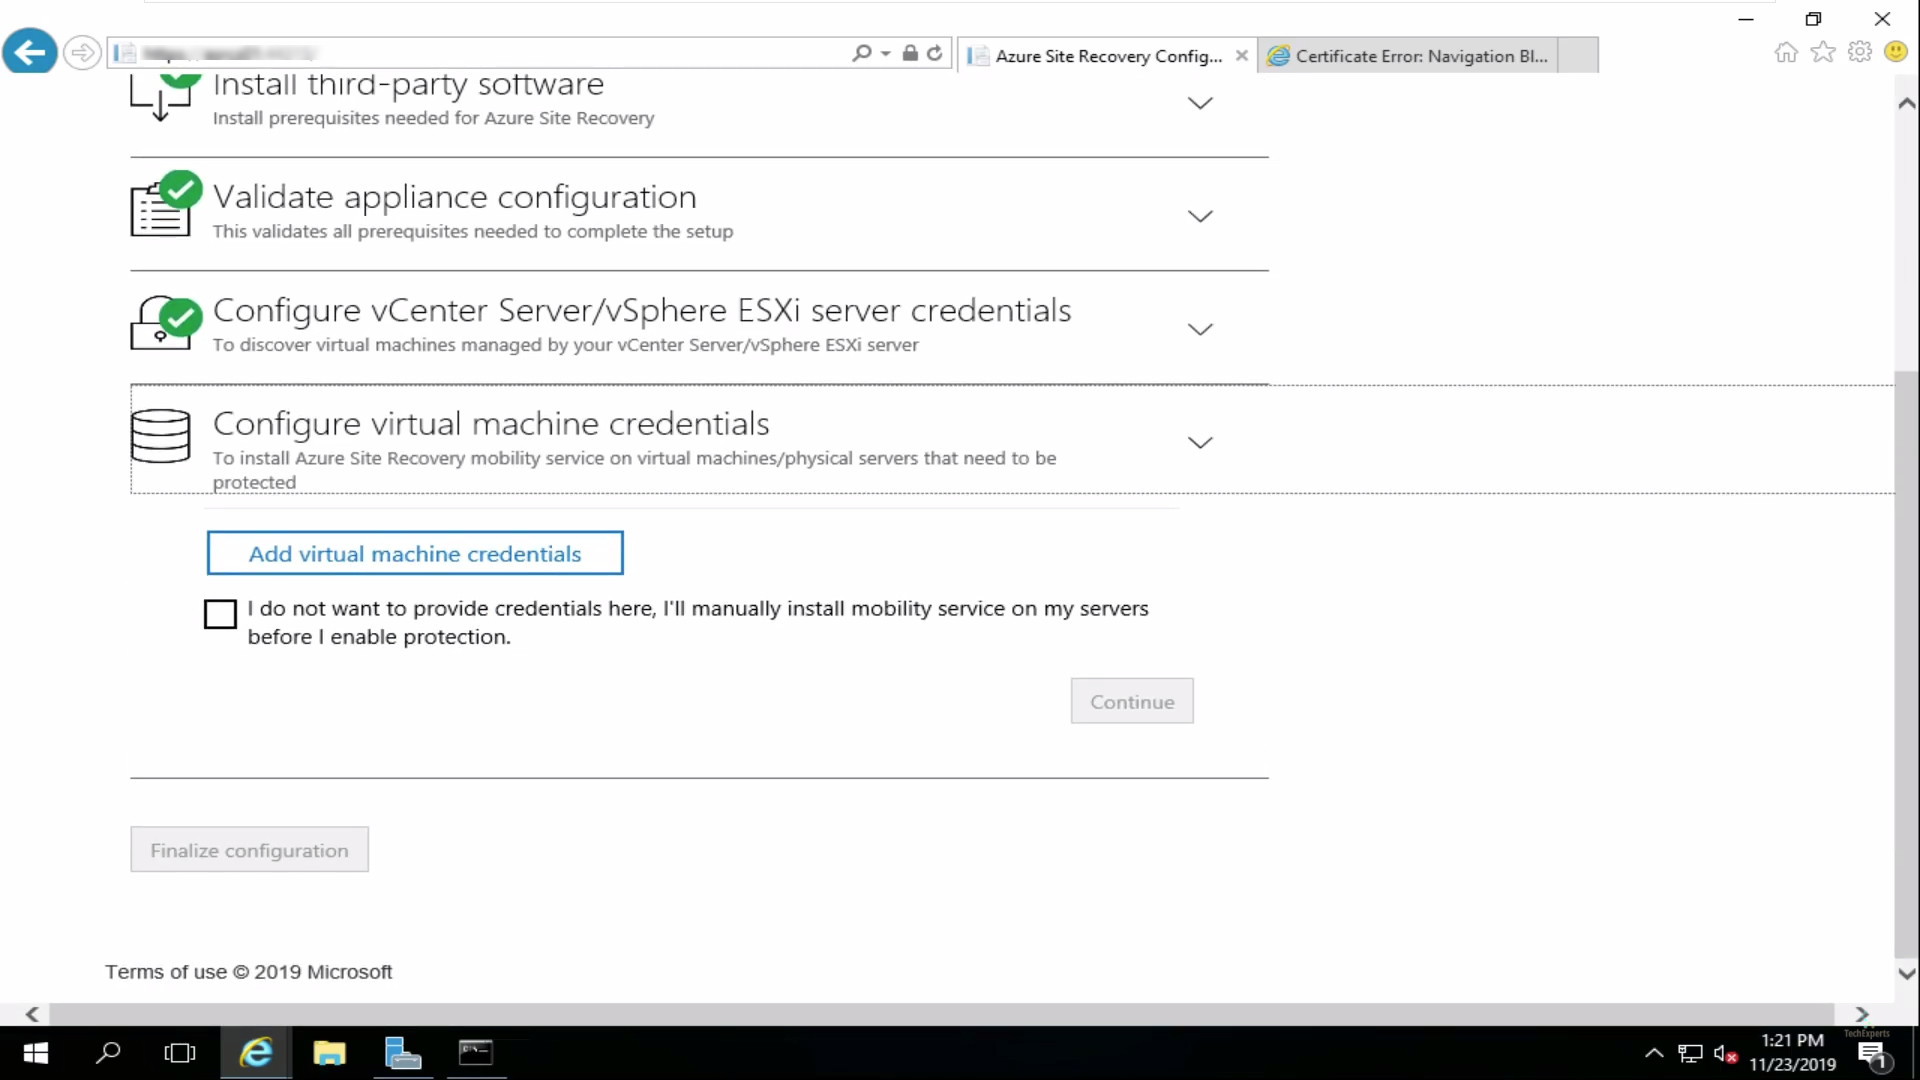 Azure Site Recovery Config...
Certificate Error: Navigation Bl...
Install third-party software
Install prerequisites needed for Azure Site Recovery
Validate appliance configuration
This validates all prerequisites needed to complete the setup
Configure vCenter Server/vSphere ESXi server credentials
To discover virtual machines managed by your vCenter Server/vSphere ESXi server
Configure virtual machine credentials
To install Azure Site Recovery mobility service on virtual machines/physical servers that need to be
protected
Add virtual machine credentials
I do not want to provide credentials here, I'll manually install mobility service on my servers
before I enable protection.
Continue
Finalize configuration
Terms of use © 2019 Microsoft
TechExperts
1:21 PM
11/23/2019
1